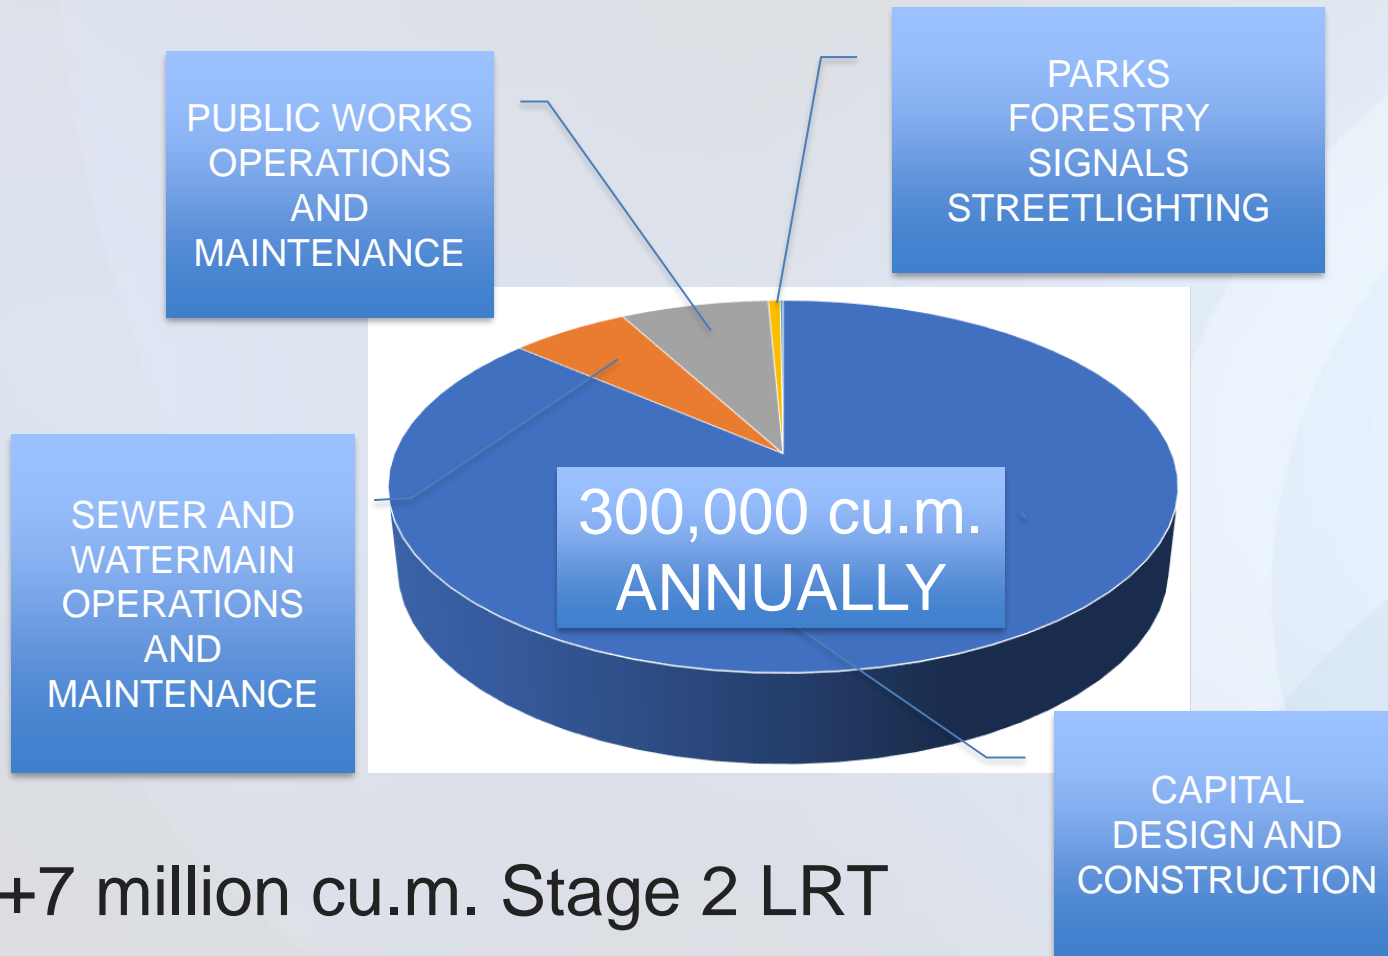 PUBLIC WORKS
OPERATIONS
AND
MAINTENANCE
PARKS
FORESTRY
SIGNALS
STREETLIGHTING
SEWER AND
WATERMAIN
OPERATIONS
AND
MAINTENANCE
300,000 cu.m.
ANNUALLY
CAPITAL
DESIGN AND
CONSTRUCTION
+7 million cu.m. Stage 2 LRT